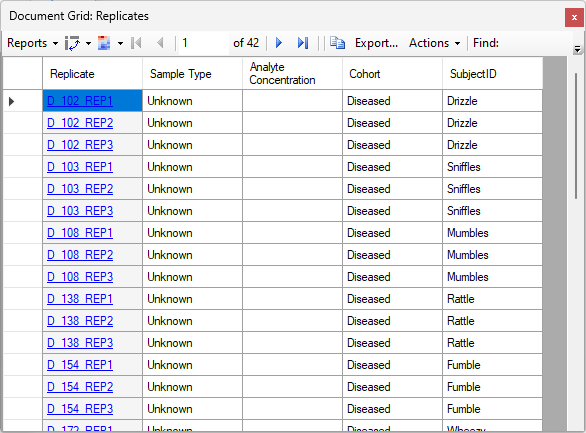 Document Grid: Replicates
Reports 1 of 42 Export... Actions Find:
Replicate Sample Type Analyte Concentration Cohort SubjectID
D_102_REP1 Unknown Diseased Drizzle
D_102_REP2 Unknown Diseased Drizzle
D_102_REP3 Unknown Diseased Drizzle
D_103_REP1 Unknown Diseased Sniffles
D_103_REP2 Unknown Diseased Sniffles
D_103_REP3 Unknown Diseased Sniffles
D_108_REP1 Unknown Diseased Mumbles
D_108_REP2 Unknown Diseased Mumbles
D_108_REP3 Unknown Diseased Mumbles
D_138_REP1 Unknown Diseased Rattle
D_138_REP2 Unknown Diseased Rattle
D_138_REP3 Unknown Diseased Rattle
D_154_REP1 Unknown Diseased Fumble
D_154_REP2 Unknown Diseased Fumble
D_154_REP3 Unknown Diseased Fumble
D_172_REP1 Unknown Diseased Wheezy